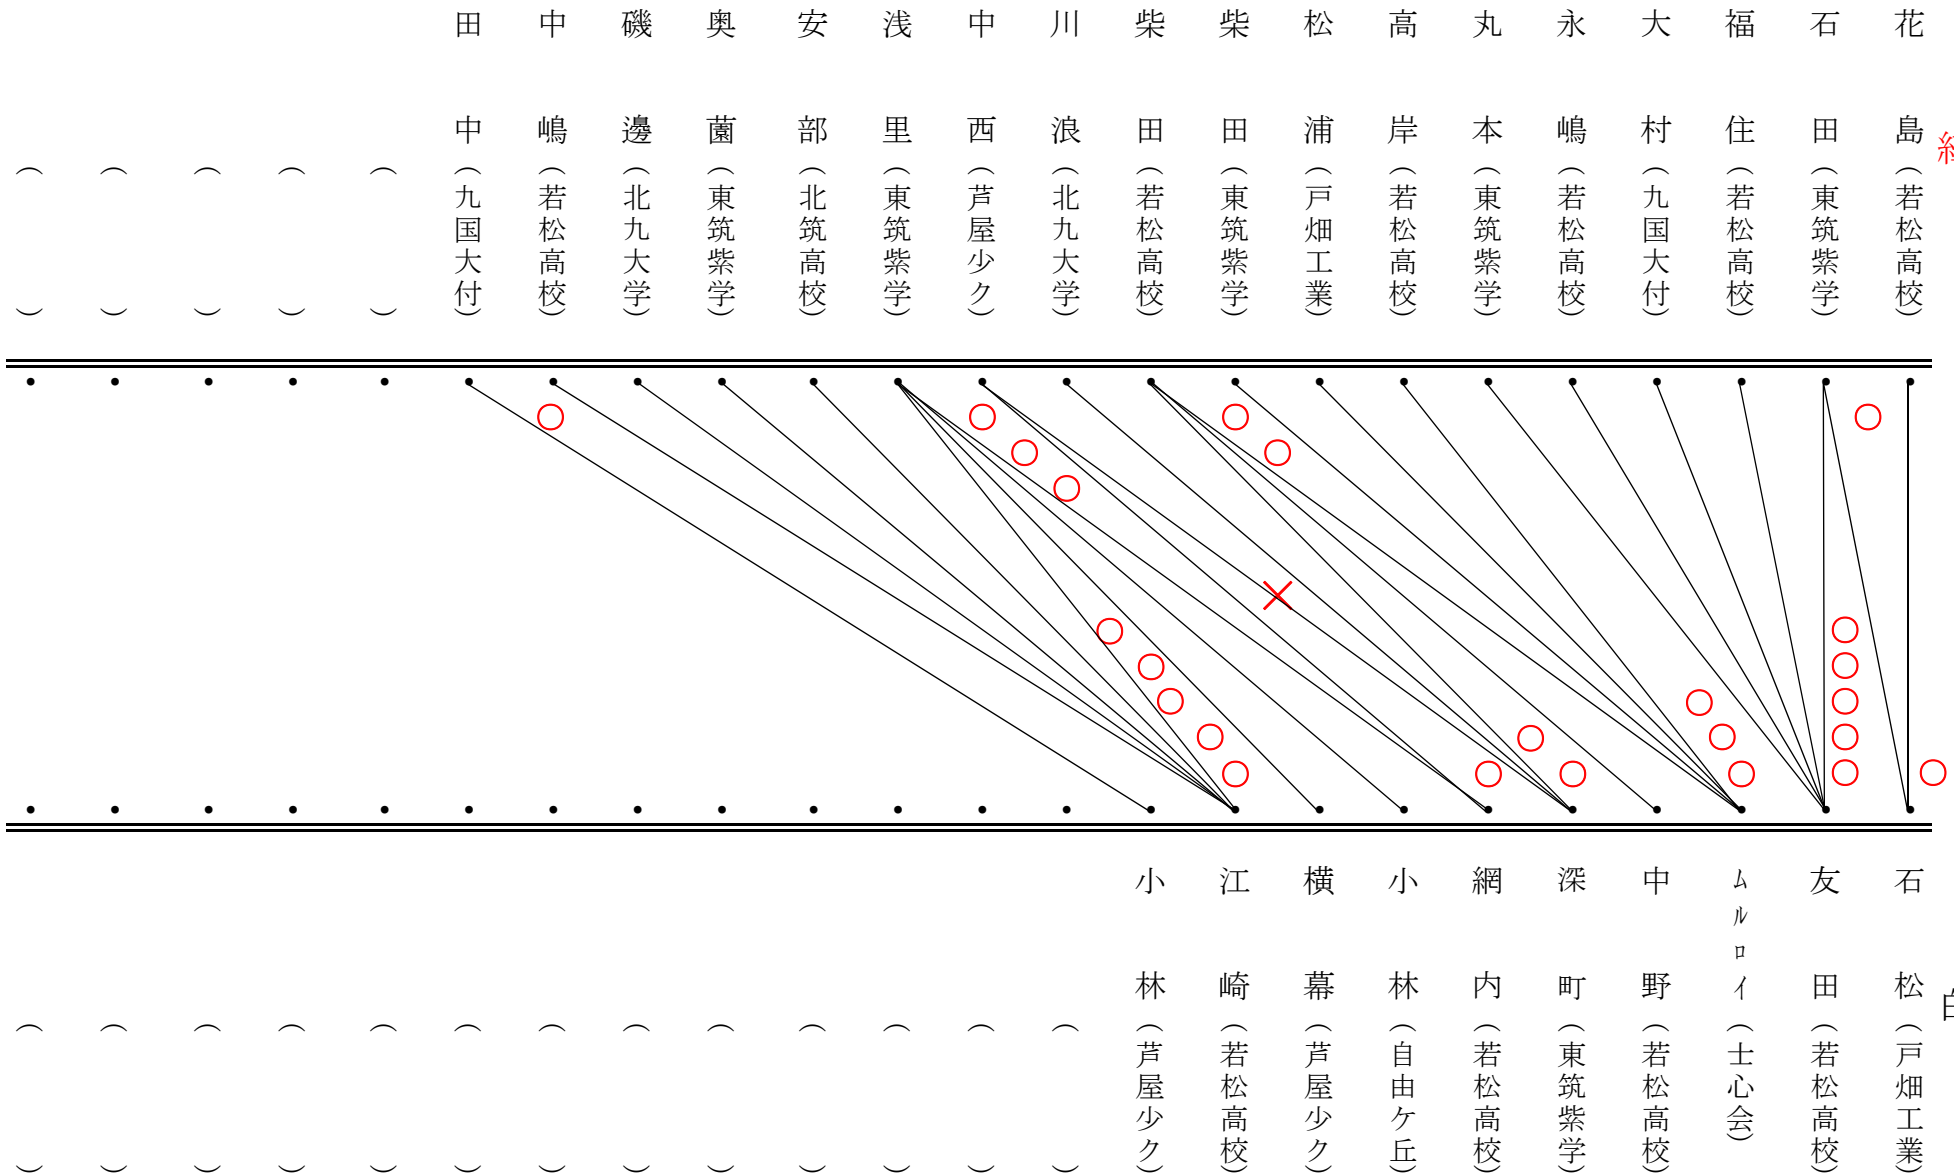 花島（若松高校）
石田（東筑紫学）
福住（若松高校）
大村（九国大付）
永嶋（若松高校）
丸本（東筑紫学）
高岸（若松高校）
松浦（戸畑工業）
柴田（東筑紫学）
柴田（若松高校）
川浪（北九大学）
中西（芦屋少ク）
浅里（東筑紫学）
安部（北筑高校）
奥薗（東筑紫学）
磯邊（北九大学）
中嶋（若松高校）
田中（九国大付）
（　）
（　）
（　）
（　）
（　）
石松（戸畑工業）
友田（若松高校）
ムルロイ（士心会）
中野（若松高校）
深町（東筑紫学）
網内（若松高校）
小林（自由ケ丘）
横幕（芦屋少ク）
江崎（若松高校）
小林（芦屋少ク）
（　）
（　）
（　）
（　）
（　）
（　）
（　）
（　）
（　）
（　）
（　）
（　）
（　）